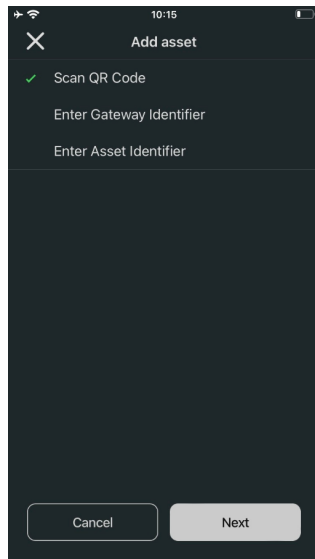 10:15
Add asset
Scan QR Code
Enter Gateway Identifier
Enter Asset Identifier
Cancel
Next